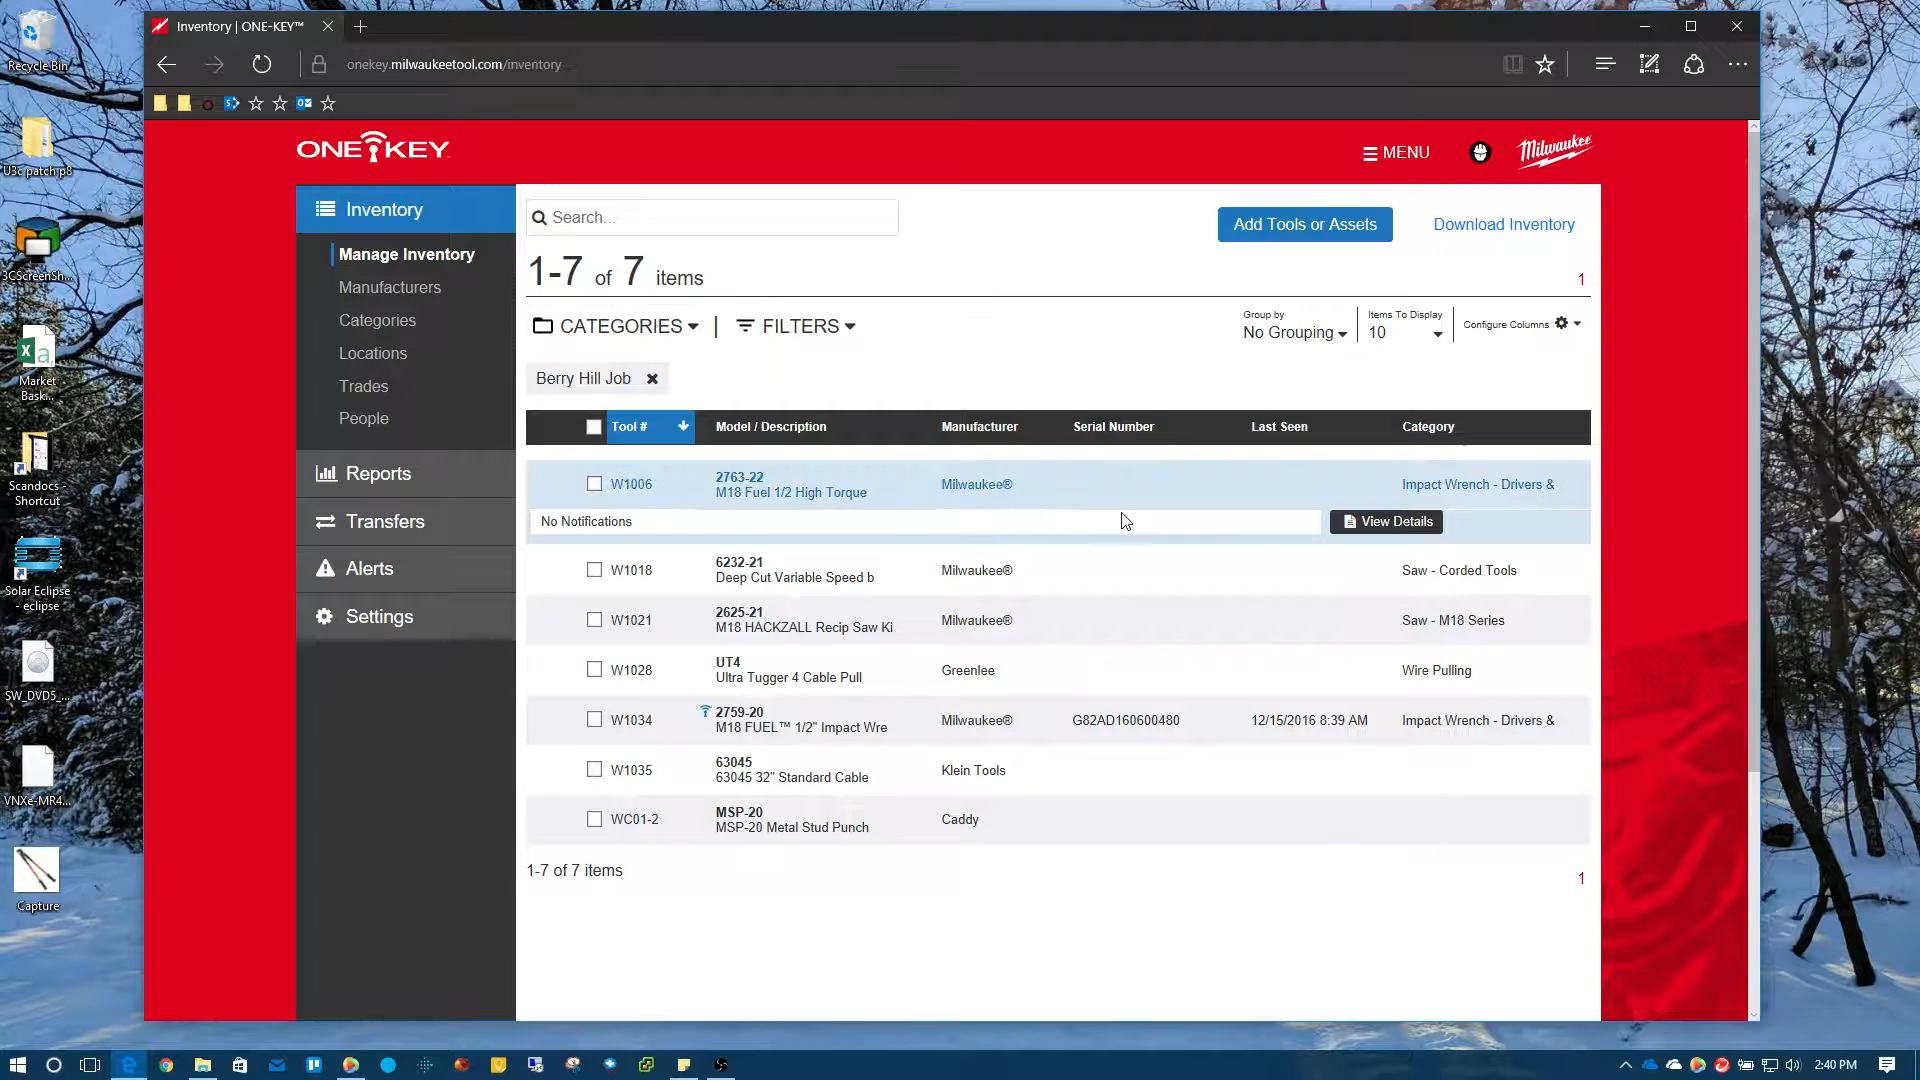 Inventory | ONE-KEY™
onekey.milwaukeetool.com/inventory
Recycle Bin
U3c patch p8
3CScreenSh...
Market
Bask...
Scandocs -
Shortcut
Solar Eclipse
- eclipse
SW_DVD5_...
VNXe-MR4...
Capture
ONE KEY
MENU
Milwaukee
Inventory
Manage Inventory
Manufacturers
Categories
Locations
Trades
People
Reports
Transfers
Alerts
Settings
Search...
Add Tools or Assets
Download Inventory
1-7 of 7 items
1
CATEGORIES | FILTERS
Group by
No Grouping
Items To Display
10
Configure Columns
Berry Hill Job
Tool # Model / Description Manufacturer Serial Number Last Seen Category
W1006 2763-22 Milwaukee® Impact Wrench - Drivers &
M18 Fuel 1/2 High Torque
No Notifications View Details
W1018 6232-21 Milwaukee® Saw - Corded Tools
Deep Cut Variable Speed b
W1021 2625-21 Milwaukee® Saw - M18 Series
M18 HACKZALL Recip Saw Ki
W1028 UT4 Greenlee Wire Pulling
Ultra Tugger 4 Cable Pull
W1034 2759-20 Milwaukee® G82AD160600480 12/15/2016 8:39 AM Impact Wrench - Drivers &
M18 FUEL™ 1/2" Impact Wre
W1035 63045 Klein Tools
63045 32" Standard Cable
WC01-2 MSP-20 Caddy
MSP-20 Metal Stud Punch
1-7 of 7 items
1
2:40 PM